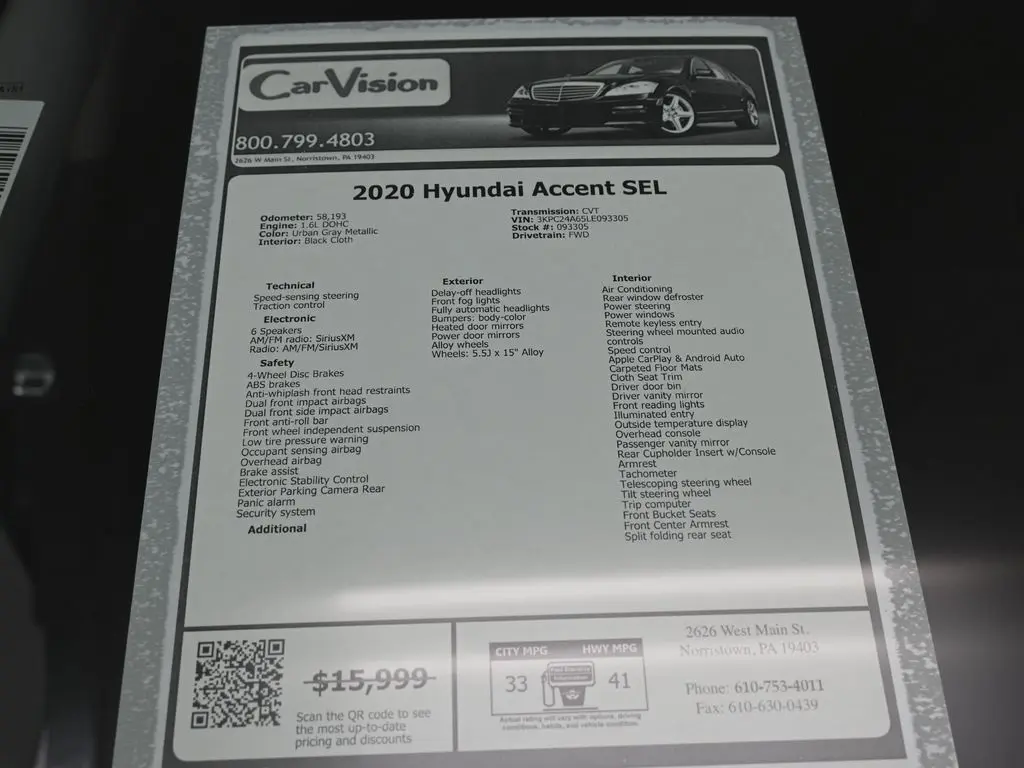 CarVision
800.799.4803
2626 W Main St., Norristown, PA 19403
2020 Hyundai Accent SEL
Odometer: 58,193
Engine: 1.6L DOHC
Color: Urban Gray Metallic
Interior: Black Cloth
Transmission: CVT
VIN: 3KPC24A65LE093305
Stock #: 093305
Drivetrain: FWD
Technical
Speed-sensing steering
Traction control
Electronic
6 Speakers
AM/FM radio: SiriusXM
Radio: AM/FM/SiriusXM
Safety
4-Wheel Disc Brakes
ABS brakes
Anti-whiplash front head restraints
Dual front impact airbags
Dual front side impact airbags
Front anti-roll bar
Front wheel independent suspension
Low tire pressure warning
Occupant sensing airbag
Overhead airbag
Brake assist
Electronic Stability Control
Exterior Parking Camera Rear
Panic alarm
Security system
Additional
Exterior
Delay-off headlights
Front fog lights
Fully automatic headlights
Bumpers: body-color
Heated door mirrors
Power door mirrors
Alloy wheels
Wheels: 5.5J x 15" Alloy
Interior
Air Conditioning
Rear window defroster
Power steering
Power windows
Remote keyless entry
Steering wheel mounted audio
controls
Speed control
Apple CarPlay & Android Auto
Carpeted Floor Mats
Cloth Seat Trim
Driver door bin
Driver vanity mirror
Front reading lights
Illuminated entry
Outside temperature display
Overhead console
Passenger vanity mirror
Rear Cupholder Insert w/Console
Armrest
Tachometer
Telescoping steering wheel
Tilt steering wheel
Trip computer
Front Bucket Seats
Front Center Armrest
Split folding rear seat
$15,999
Scan the QR code to see
the most up-to-date
pricing and discounts
CITY MPG
HWY MPG
33
41
Actual rating will vary with options, driving
conditions, habits, and vehicle condition.
2626 West Main St.
Norristown, PA 19403
Phone: 610-753-4011
Fax: 610-630-0439